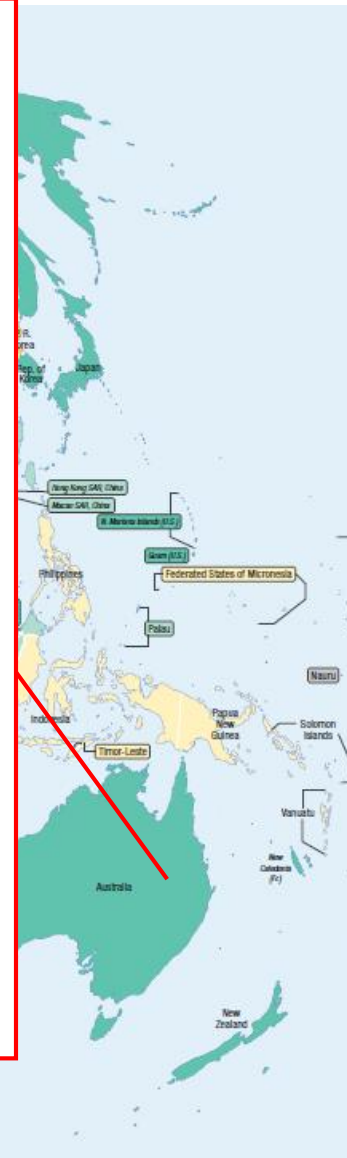 P.R.
orea
Rep. of
Korea
Japan
Hong Kong SAR, China
Macao SAR, China
N. Mariana Islands (U.S.)
Guam (U.S.)
Philippines
Federated States of Micronesia
Palau
Nauru
Indonesia
Papua
New
Guinea
Solomon
Islands
Timor-Leste
Vanuatu
New
Caledonia
(Fr.)
Australia
New
Zealand